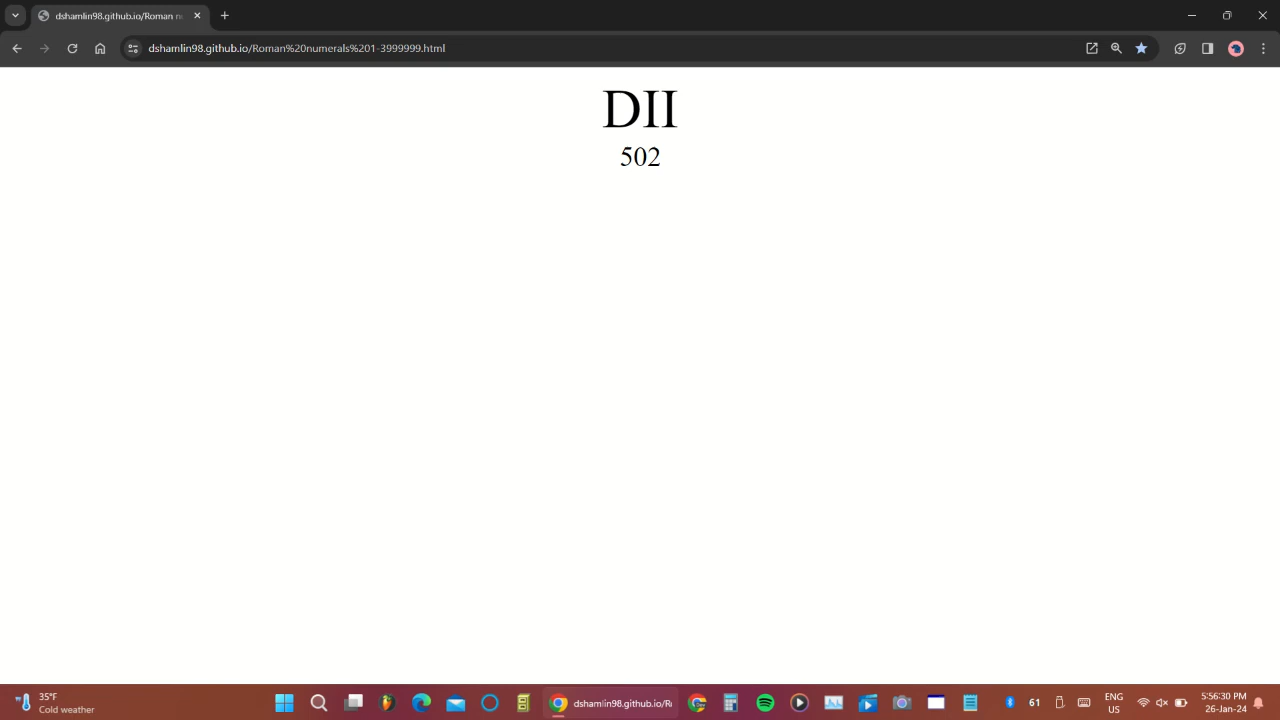 dshamlin98.github.io/Roman n
dshamlin98.github.io/Roman%20numerals%201-3999999.html
DII
502
35°F
Cold weather
dshamlin98.github.io/R
61
ENG
US
5:56:30 PM
26-Jan-24